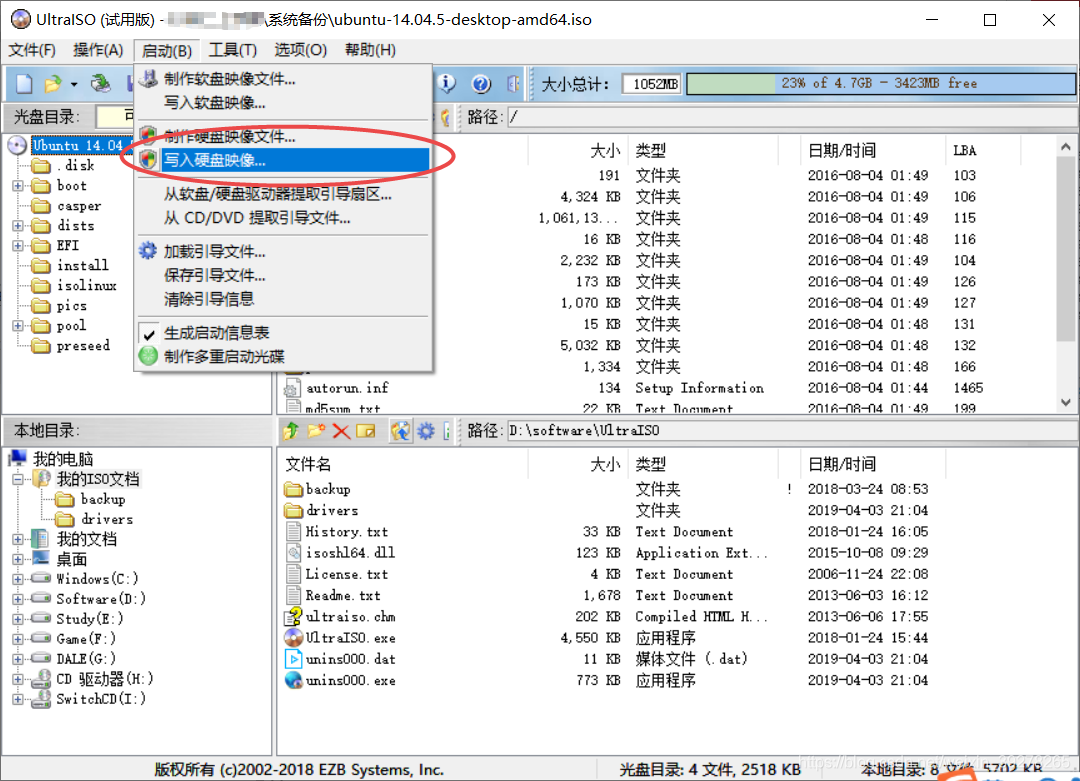 UltraISO (试用版) - \系统备份\ubuntu-14.04.5-desktop-amd64.iso
文件(F) 操作(A) 启动(B) 工具(T) 选项(O) 帮助(H)
大小总计: 1052MB 23% of 4.7GB - 3423MB free
光盘目录: 可 路径: /
制作软盘映像文件...
写入软盘映像...
制作硬盘映像文件...
写入硬盘映像...
从软盘/硬盘驱动器提取引导扇区...
从 CD/DVD 提取引导文件...
加载引导文件...
保存引导文件...
清除引导信息
生成启动信息表
制作多重启动光碟
Ubuntu 14.04
.disk
boot
casper
dists
EFI
install
isolinux
pics
pool
preseed
大小 类型 日期/时间 LBA
191 文件夹 2016-08-04 01:49 103
4,324 KB 文件夹 2016-08-04 01:49 106
1,061,13... 文件夹 2016-08-04 01:49 115
16 KB 文件夹 2016-08-04 01:48 116
2,232 KB 文件夹 2016-08-04 01:49 104
173 KB 文件夹 2016-08-04 01:48 126
1,070 KB 文件夹 2016-08-04 01:49 127
15 KB 文件夹 2016-08-04 01:48 131
5,032 KB 文件夹 2016-08-04 01:48 132
1,334 文件夹 2016-08-04 01:48 166
autorun.inf 134 Setup Information 2016-08-04 01:44 1465
md5sum.txt 22 KB Text Document 2016-08-04 01:49 199
本地目录: 路径: D:\software\UltraISO
我的电脑
我的ISO文档
backup
drivers
我的文档
桌面
Windows(C:)
Software(D:)
Study(E:)
Game(F:)
DALE(G:)
CD 驱动器(H:)
SwitchCD(I:)
文件名 大小 类型 日期/时间
backup 文件夹 ! 2018-03-24 08:53
drivers 文件夹 2019-04-03 21:04
History.txt 33 KB Text Document 2018-01-24 16:05
isoshl64.dll 123 KB Application Ext... 2015-10-08 09:29
License.txt 4 KB Text Document 2006-11-24 22:08
Readme.txt 1,678 Text Document 2013-06-03 16:12
ultraiso.chm 202 KB Compiled HTML H... 2013-06-06 17:55
UltraISO.exe 4,550 KB 应用程序 2018-01-24 15:44
unins000.dat 11 KB 媒体文件 (.dat) 2019-04-03 21:04
unins000.exe 773 KB 应用程序 2019-04-03 21:04
版权所有 (c)2002-2018 EZB Systems, Inc. 光盘目录: 4 文件, 2518 KB 本地目录: 8 文件, 5702 KB